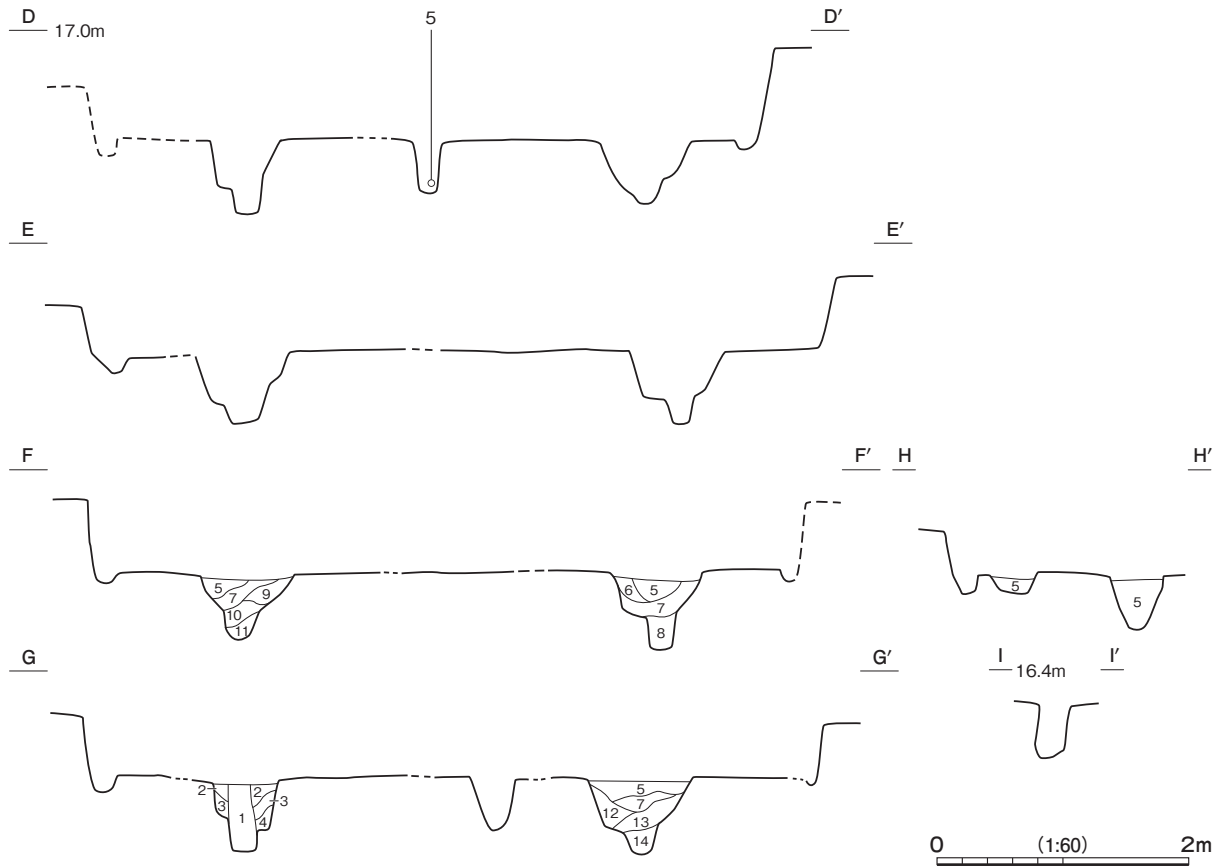 D 17.0m 5 D′
E E′
F F′ H H′
5 7 9 10 11 6 5 7 8 5 5
G G′ I 16.4m I′
2 3 1 2 3 4 5 7 12 13 14
0 (1:60) 2m